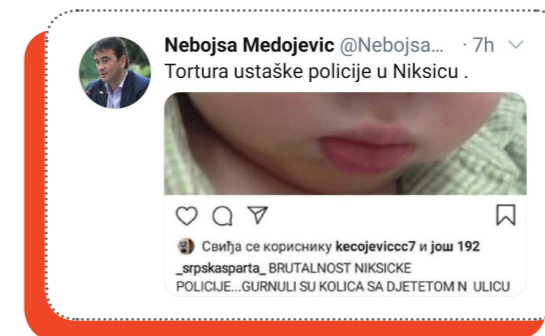 Nebojsa Medojevic @Nebojsa... · 7h
Tortura ustaške policije u Niksicu .
Свиђа се кориснику kecojeviccc7 и још 192
_srpskasparta_ BRUTALNOST NIKSICKE
POLICIJE...GURNULI SU KOLICA SA DJETETOM N ULICU